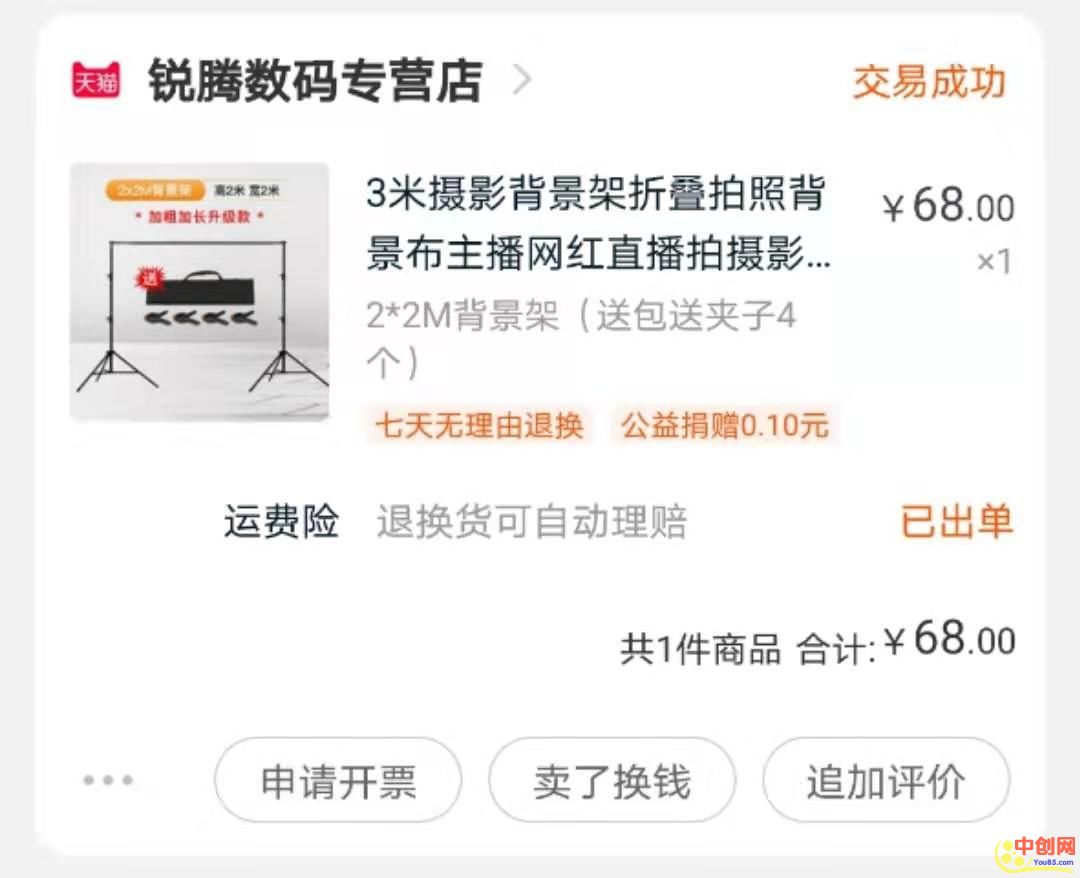 天猫 锐腾数码专营店 > 交易成功
2x2M背景架 高2米 宽2米
* 加粗加长升级款 *
送
3米摄影背景架折叠拍照背
景布主播网红直播拍摄影...
¥68.00
×1
2*2M背景架（送包送夹子4
个）
七天无理由退换 公益捐赠0.10元
运费险 退换货可自动理赔 已出单
共1件商品 合计:¥68.00
申请开票 卖了换钱 追加评价
中创网
You85.com